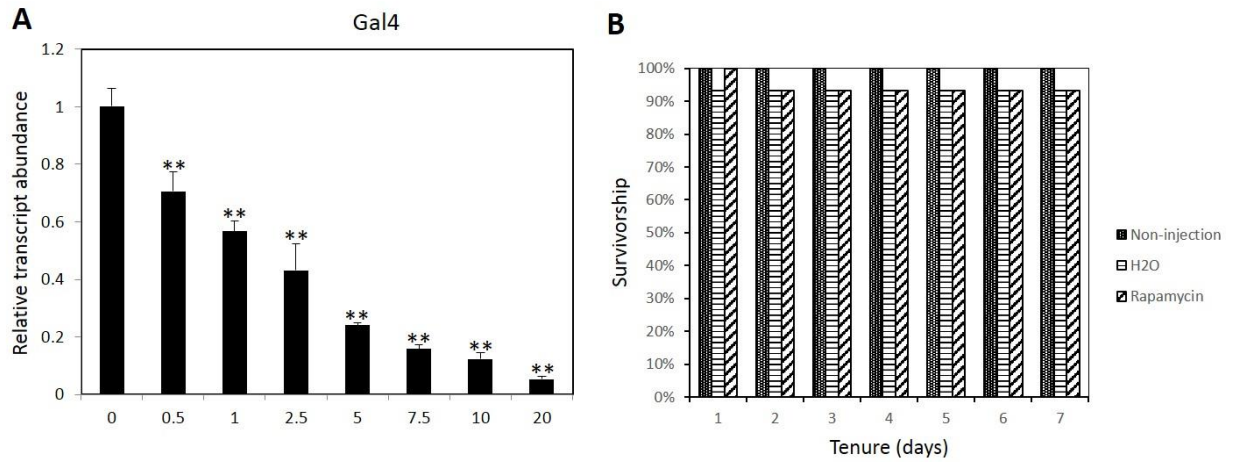 A
Gal4
Relative transcript abundance
1.2
1
0.8
0.6
0.4
0.2
0
**
**
**
**
**
**
**
0 0.5 1 2.5 5 7.5 10 20
B
Survivorship
100%
90%
80%
70%
60%
50%
40%
30%
20%
10%
0%
1 2 3 4 5 6 7
Tenure (days)
Non-injection
H2O
Rapamycin